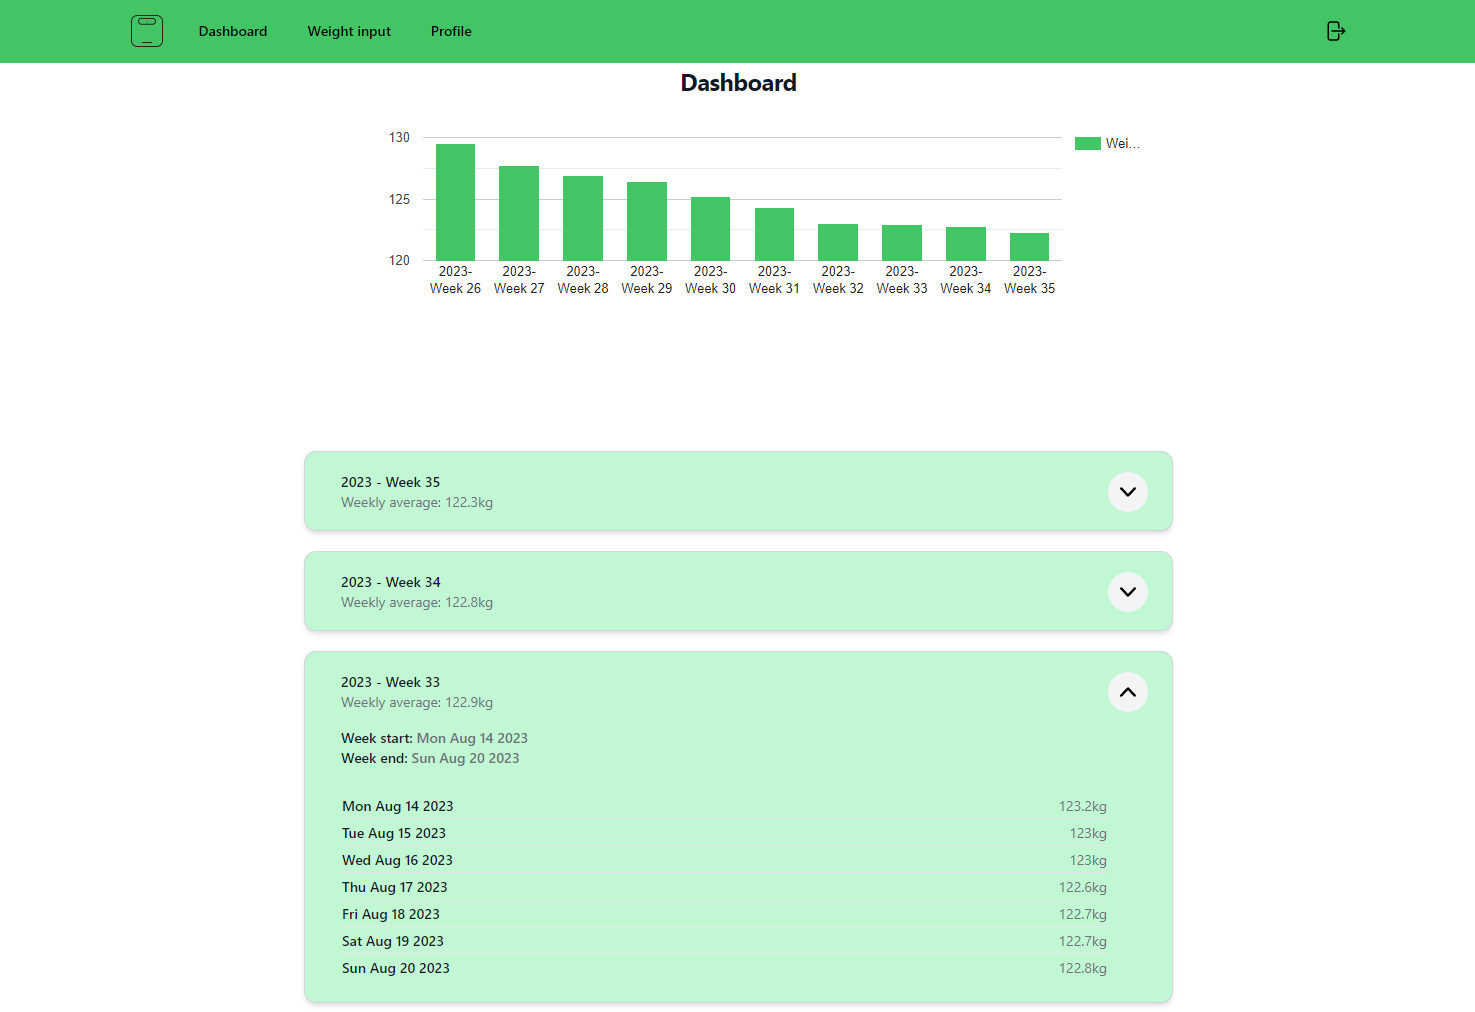 Dashboard Weight input Profile
Dashboard
130
125
120
Wei...
2023- 2023- 2023- 2023- 2023- 2023- 2023- 2023- 2023- 2023-
Week 26 Week 27 Week 28 Week 29 Week 30 Week 31 Week 32 Week 33 Week 34 Week 35
2023 - Week 35
Weekly average: 122.3kg
2023 - Week 34
Weekly average: 122.8kg
2023 - Week 33
Weekly average: 122.9kg
Week start: Mon Aug 14 2023
Week end: Sun Aug 20 2023
Mon Aug 14 2023 123.2kg
Tue Aug 15 2023 123kg
Wed Aug 16 2023 123kg
Thu Aug 17 2023 122.6kg
Fri Aug 18 2023 122.7kg
Sat Aug 19 2023 122.7kg
Sun Aug 20 2023 122.8kg